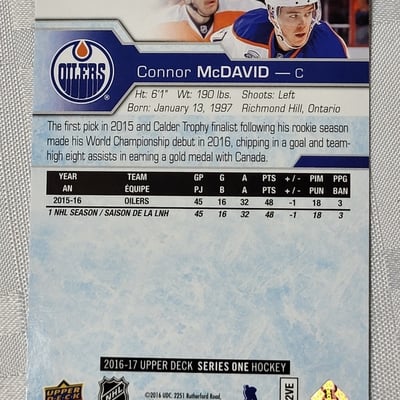 OILERS
Connor McDAVID — C
Ht: 6'1" Wt: 190 lbs. Shoots: Left
Born: January 13, 1997 Richmond Hill, Ontario
The first pick in 2015 and Calder Trophy finalist following his rookie season
made his World Championship debut in 2016, chipping in a goal and team-
high eight assists in earning a gold medal with Canada.
YEAR TEAM GP G A PTS +/- PIM PPG
AN ÉQUIPE PJ B A PTS +/- PUN BAN
2015-16 OILERS 45 16 32 48 -1 18 3
1 NHL SEASON / SAISON DE LA LNH 45 16 32 48 -1 18 3
2016-17 UPPER DECK SERIES ONE HOCKEY
UPPER
DECK
NHL
©2016 UDC. 2251 Rutherford Road,
2VE